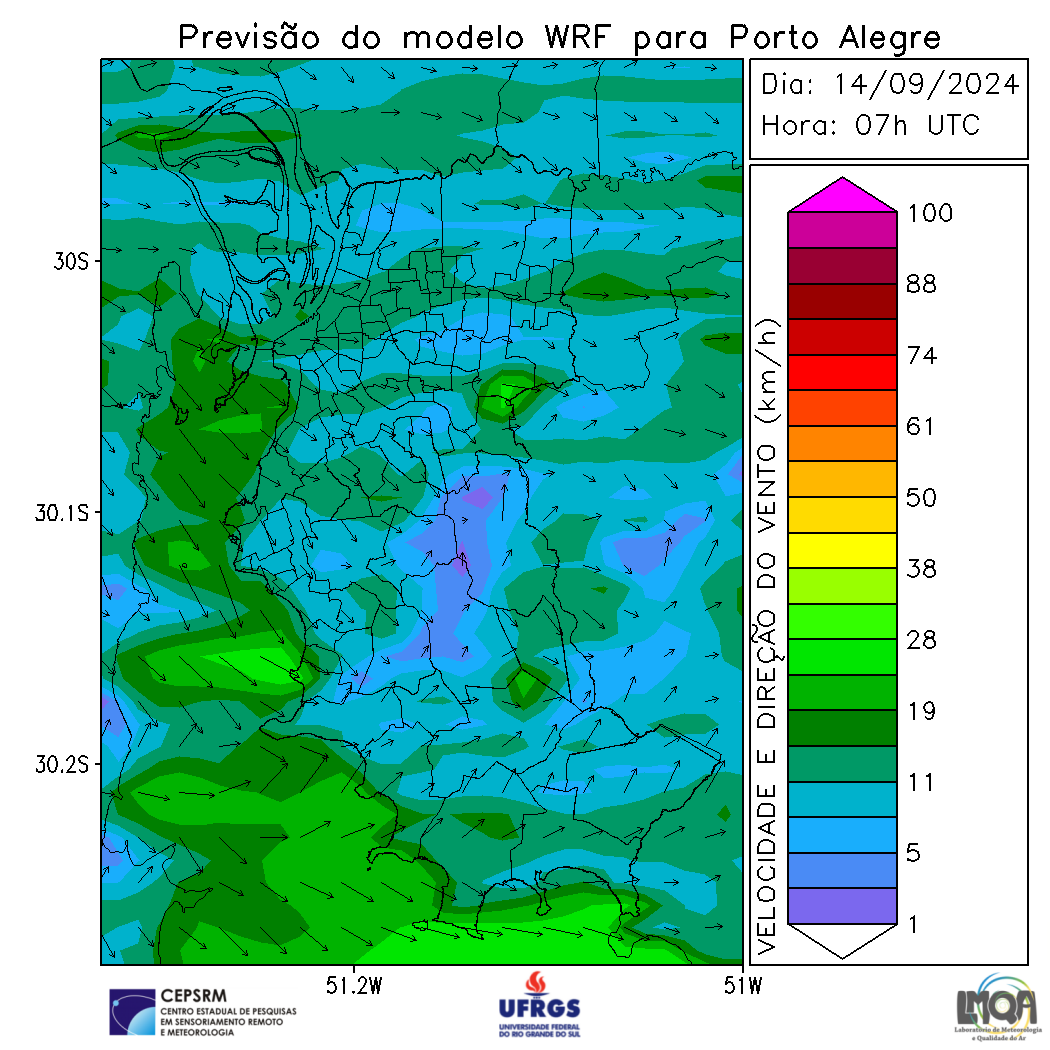 Previsão do modelo WRF para Porto Alegre
Dia: 14/09/2024
Hora: 07h UTC
30S
30.1S
30.2S
51.2W
51W
VELOCIDADE E DIREÇÃO DO VENTO (km/h)
100
88
74
61
50
38
28
19
11
5
1
CEPSRM
CENTRO ESTADUAL DE PESQUISAS
EM SENSORIAMENTO REMOTO
E METEOROLOGIA
UFRGS
UNIVERSIDADE FEDERAL
DO RIO GRANDE DO SUL
LMQA
Laboratório de Meteorologia
e Qualidade do Ar